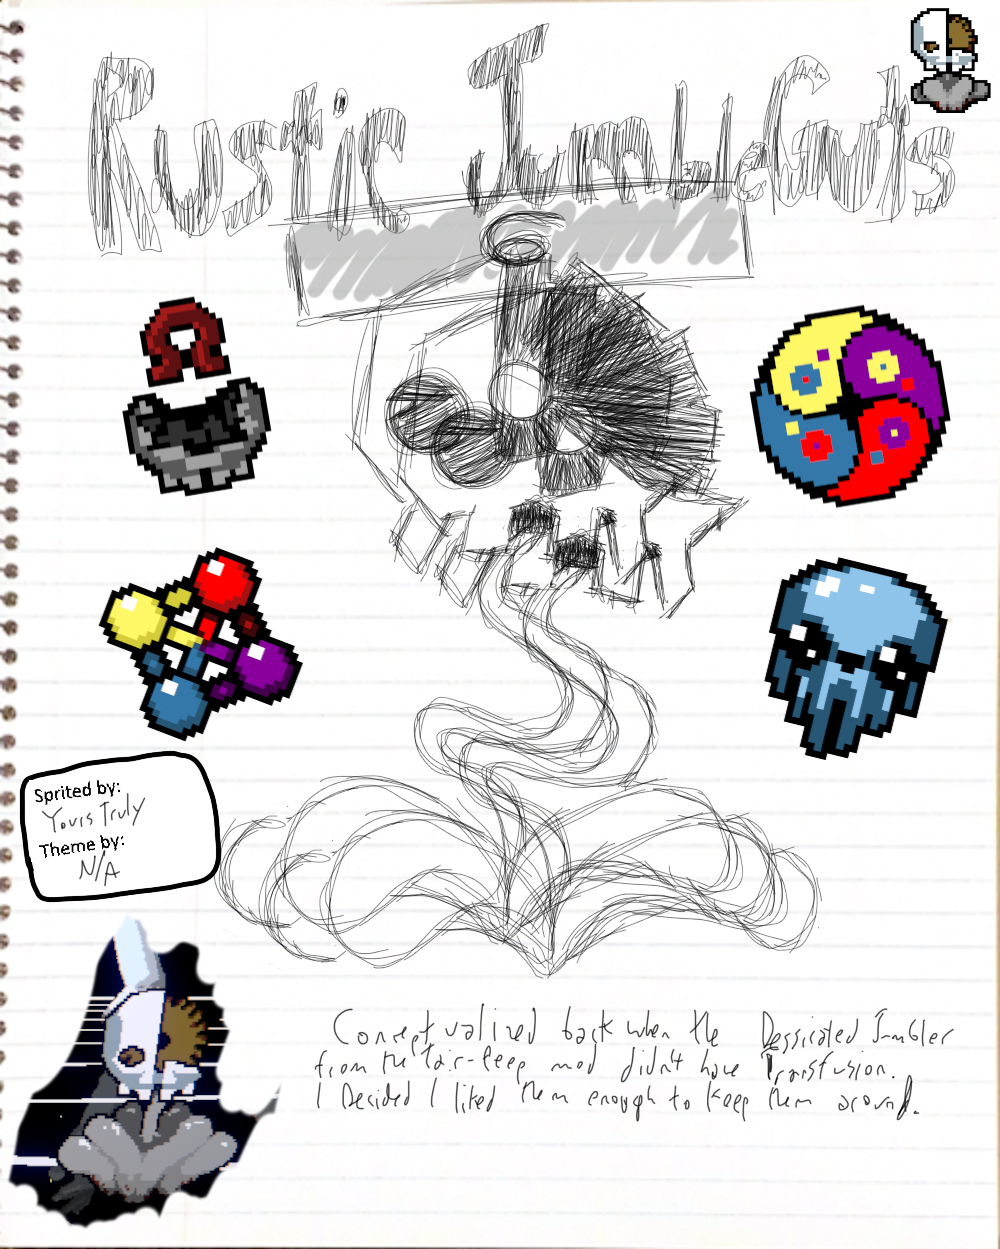 Rustic JumbleGuts
Sprited by:
Yours Truly
Theme by:
N/A
Conceptualized back when the Dessicated Jumbler
from the Fair-Keep mod didn't have Transfusion.
I Decided I liked them enough to keep them around.